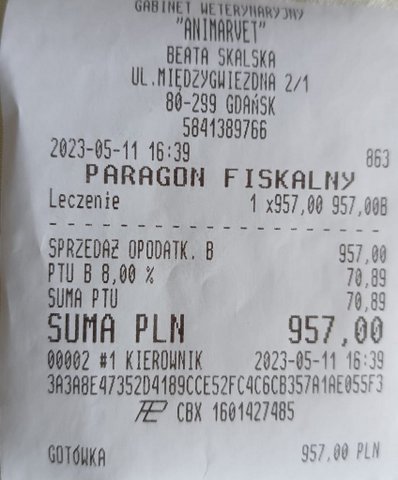 GABINET WETERYNARYJNY
"ANIMARVET"
BEATA SKALSKA
UL.MIĘDZYGWIEZDNA 2/1
80-299 GDAŃSK
5841389766
2023-05-11 16:39 863
PARAGON FISKALNY
Leczenie 1 x957,00 957,00B
SPRZEDAŻ OPODATK. B 957,00
PTU B 8,00 % 70,89
SUMA PTU 70,89
SUMA PLN 957,00
00002 #1 KIEROWNIK 2023-05-11 16:39
3A3A8E47352D4189CCE52FC4C6CB357A1AE055F3
CBX 1601427485
GOTÓWKA 957,00 PLN